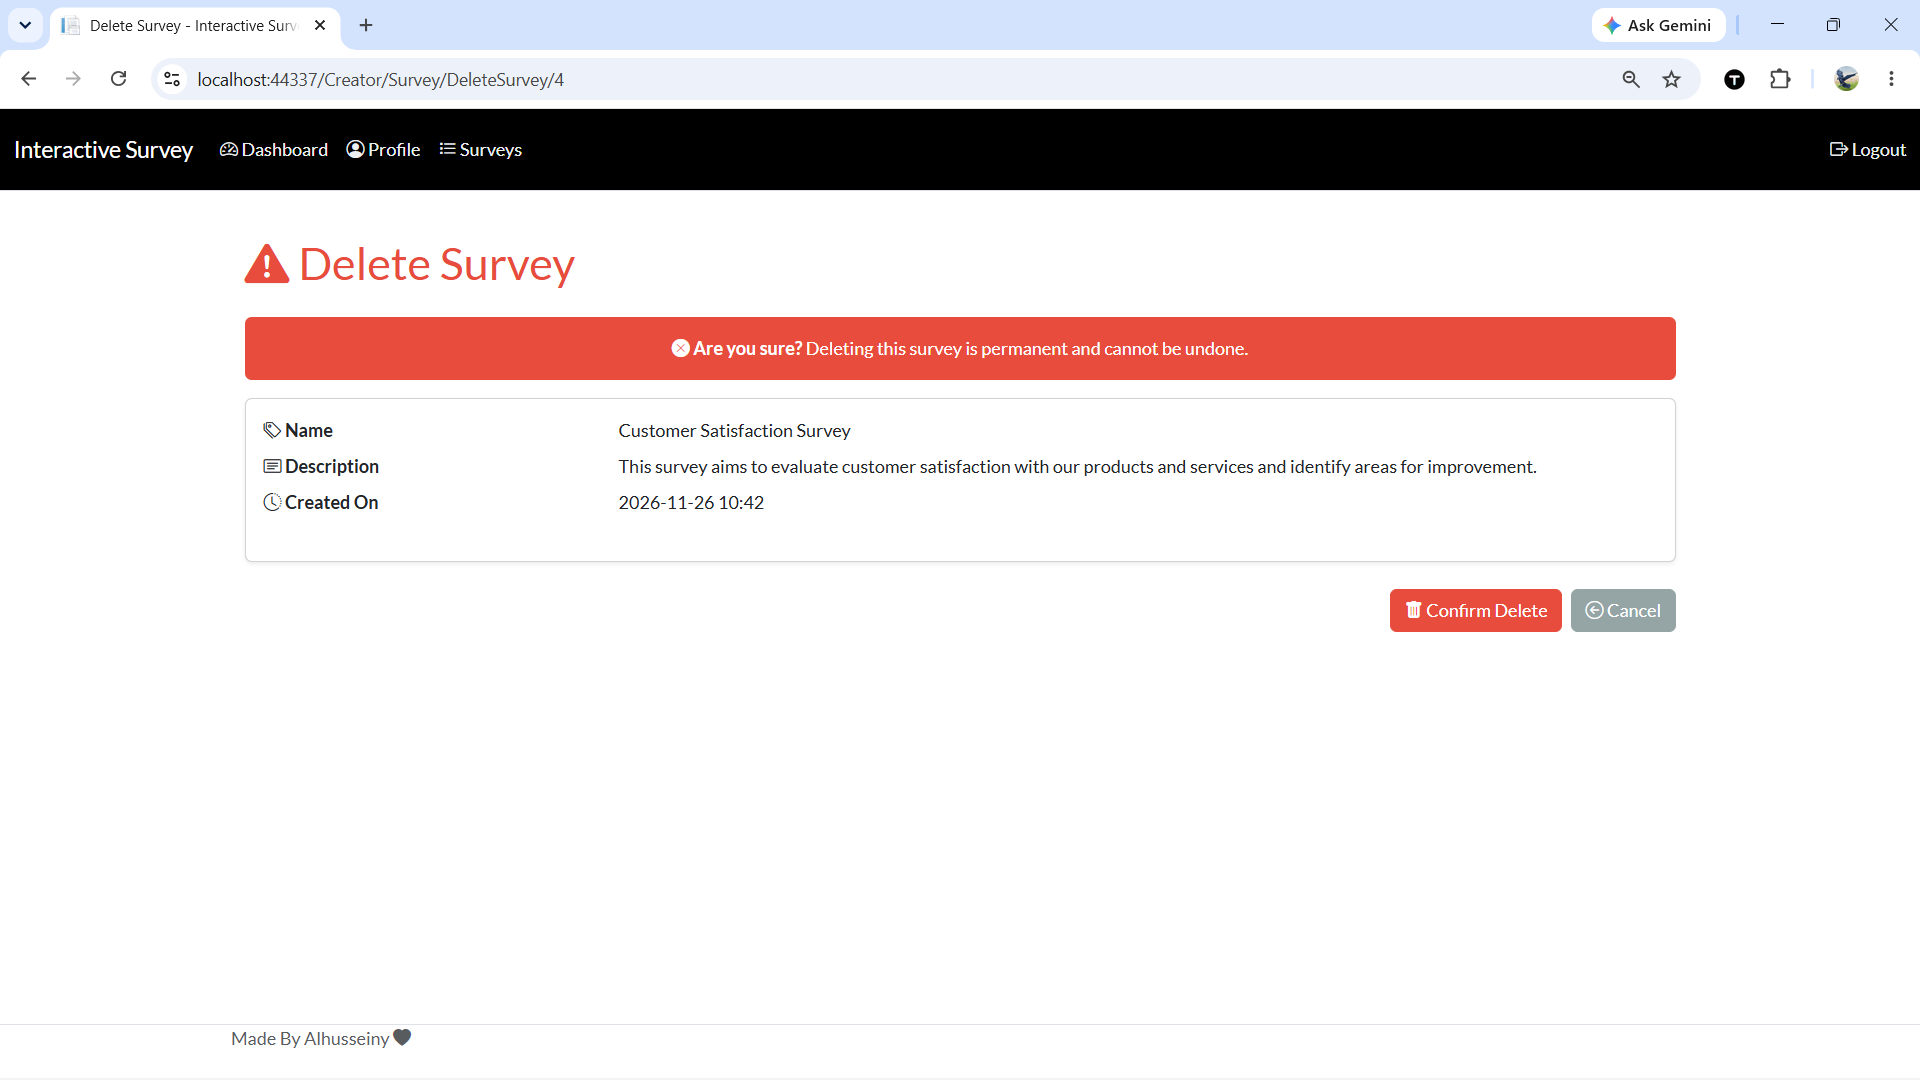 Delete Survey - Interactive Surv
Ask Gemini
localhost:44337/Creator/Survey/DeleteSurvey/4
Interactive Survey Dashboard Profile Surveys Logout
Delete Survey
Are you sure? Deleting this survey is permanent and cannot be undone.
Name Customer Satisfaction Survey
Description This survey aims to evaluate customer satisfaction with our products and services and identify areas for improvement.
Created On 2026-11-26 10:42
Confirm Delete Cancel
Made By Alhusseiny